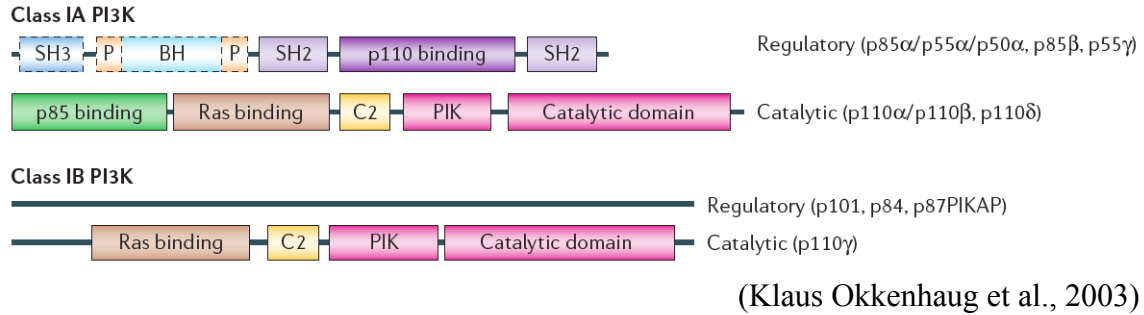 Class IA PI3K
SH3 P BH P SH2 p110 binding SH2 Regulatory (p85α/p55α/p50α, p85β, p55γ)
p85 binding Ras binding C2 PIK Catalytic domain Catalytic (p110α/p110β, p110δ)
Class IB PI3K
Regulatory (p101, p84, p87PIKAP)
Ras binding C2 PIK Catalytic domain Catalytic (p110γ)
(Klaus Okkenhaug et al., 2003)